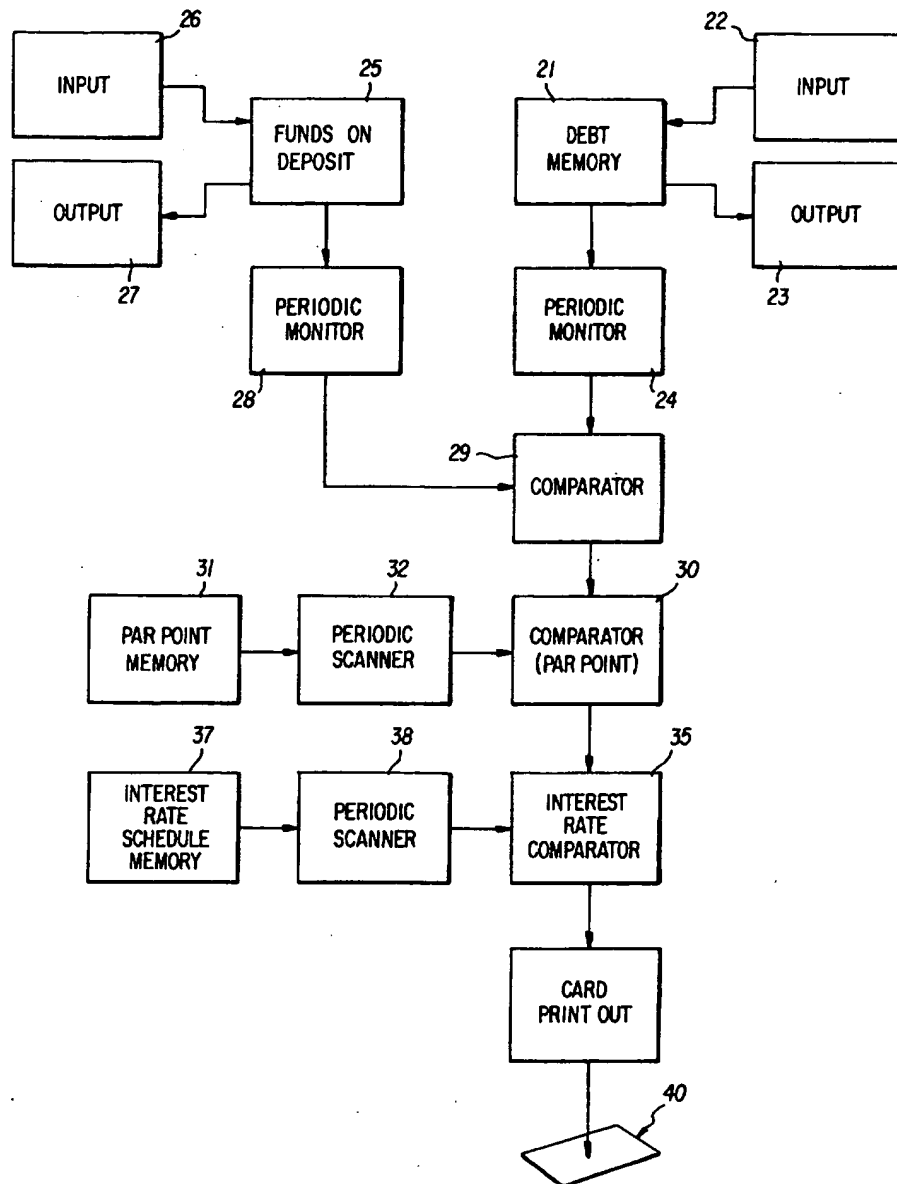 26
22
INPUT
25
21
INPUT
FUNDS ON
DEPOSIT
DEBT
MEMORY
OUTPUT
OUTPUT
27
23
PERIODIC
MONITOR
PERIODIC
MONITOR
28
24
29
COMPARATOR
31
32
30
PAR POINT
MEMORY
PERIODIC
SCANNER
COMPARATOR
(PAR POINT)
37
38
35
INTEREST
RATE
SCHEDULE
MEMORY
PERIODIC
SCANNER
INTEREST
RATE
COMPARATOR
CARD
PRINT OUT
40